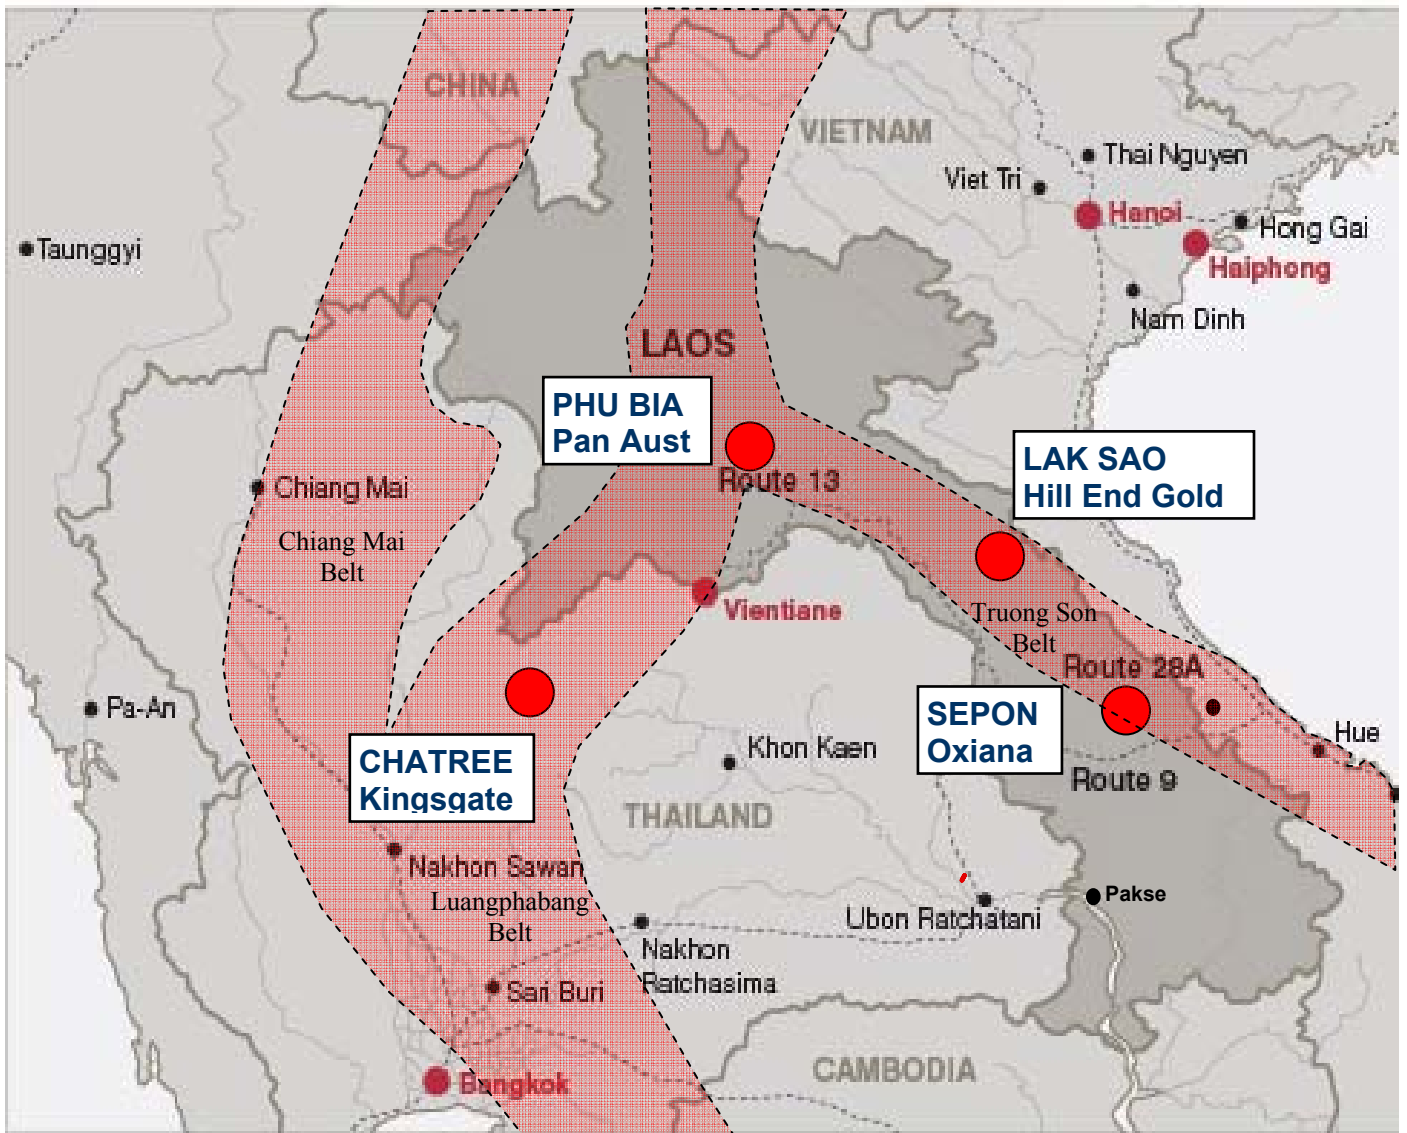 CHINA
VIETNAM
Thai Nguyen
Viet Tri
Hanoi
Hong Gai
Haiphong
Taunggyi
Nam Dinh
LAOS
PHU BIA
Pan Aust
LAK SAO
Hill End Gold
Route 13
Chiang Mai
Chiang Mai
Belt
Vientiane
Truong Son
Belt
Route 28A
Pa-An
SEPON
Oxiana
Hue
CHATREE
Kingsgate
Khon Kaen
Route 9
THAILAND
Nakhon Sawan
Luangphabang
Belt
Ubon Ratchatani
Pakse
Nakhon
Ratchasima
Sari Buri
CAMBODIA
Bangkok